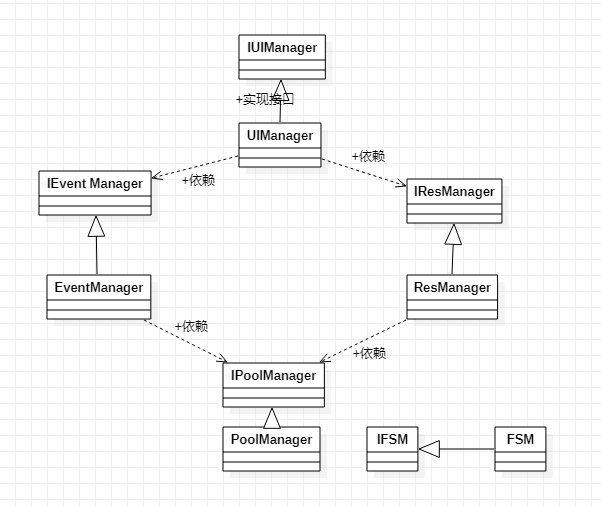 IUIManager
+实现接口
UIManager
+依赖
+依赖
IEvent Manager
IResManager
EventManager
ResManager
+依赖
+依赖
IPoolManager
PoolManager
IFSM
FSM